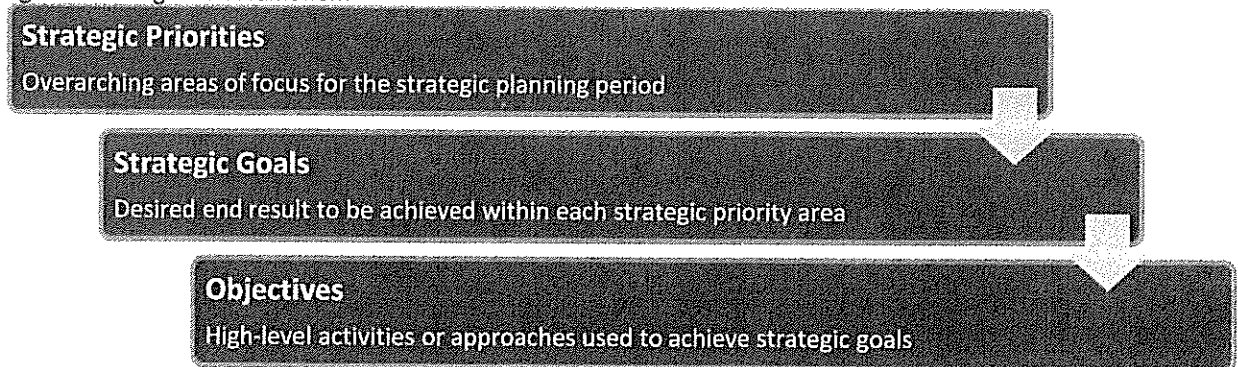 Strategic Priorities
Overarching areas of focus for the strategic planning period
Strategic Goals
Desired end result to be achieved within each strategic priority area
Objectives
High-level activities or approaches used to achieve strategic goals